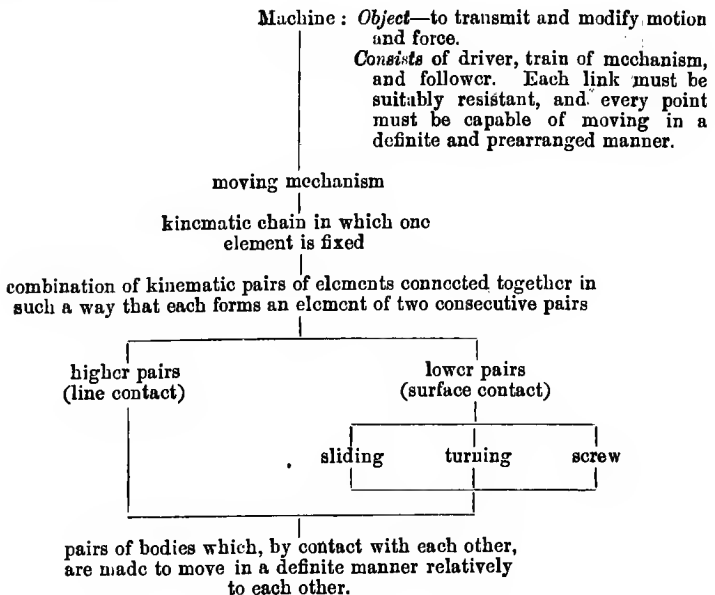 Machine : Object—to transmit and modify motion
and force.
Consists of driver, train of mechanism,
and follower. Each link must be
suitably resistant, and every point
must be capable of moving in a
definite and prearranged manner.
moving mechanism
kinematic chain in which one
element is fixed
combination of kinematic pairs of elements connected together in
such a way that each forms an element of two consecutive pairs
higher pairs
(line contact)
lower pairs
(surface contact)
sliding turning screw
pairs of bodies which, by contact with each other,
are made to move in a definite manner relatively
to each other.